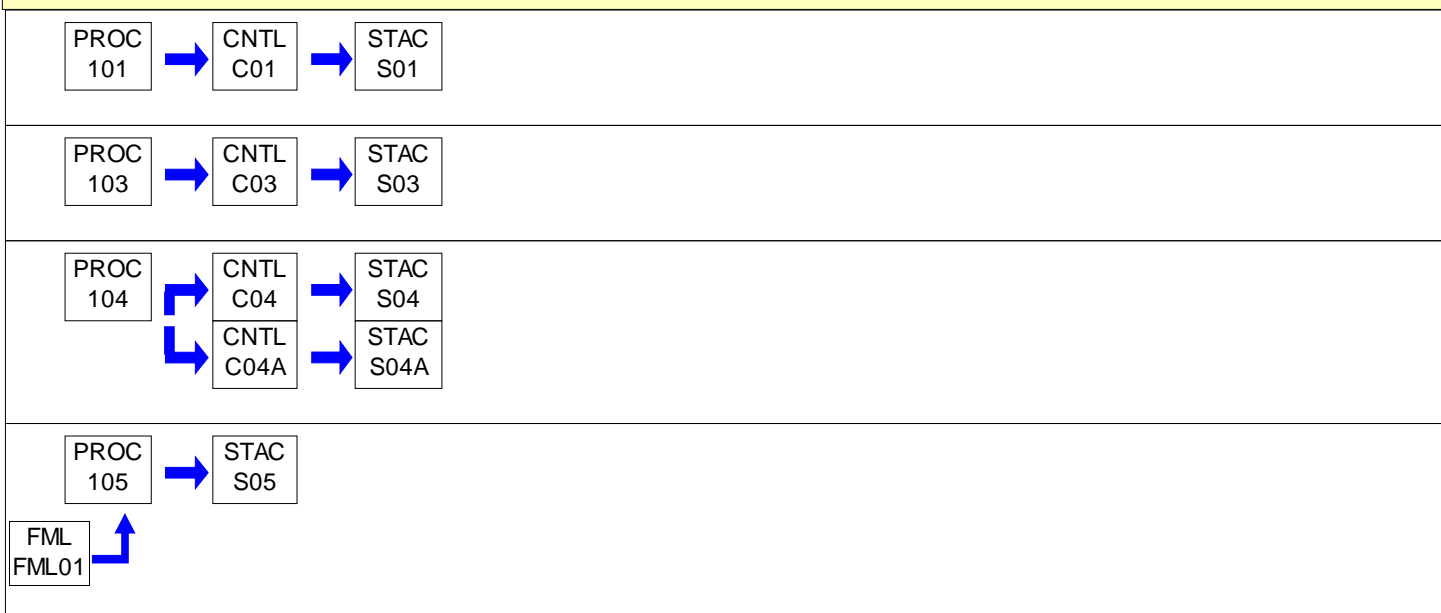 PROC
101
CNTL
C01
STAC
S01
PROC
103
CNTL
C03
STAC
S03
PROC
104
CNTL
C04
STAC
S04
CNTL
C04A
STAC
S04A
PROC
105
STAC
S05
FML
FML01